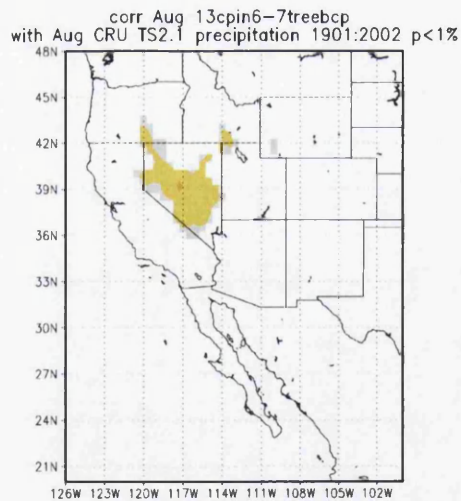 corr Aug 13cpin6-7treebcp
with Aug CRU TS2.1 precipitation 1901:2002 p<1%
48N
45N
42N
39N
36N
33N
30N
27N
24N
21N
126W 123W 120W 117W 114W 111W 108W 105W 102W